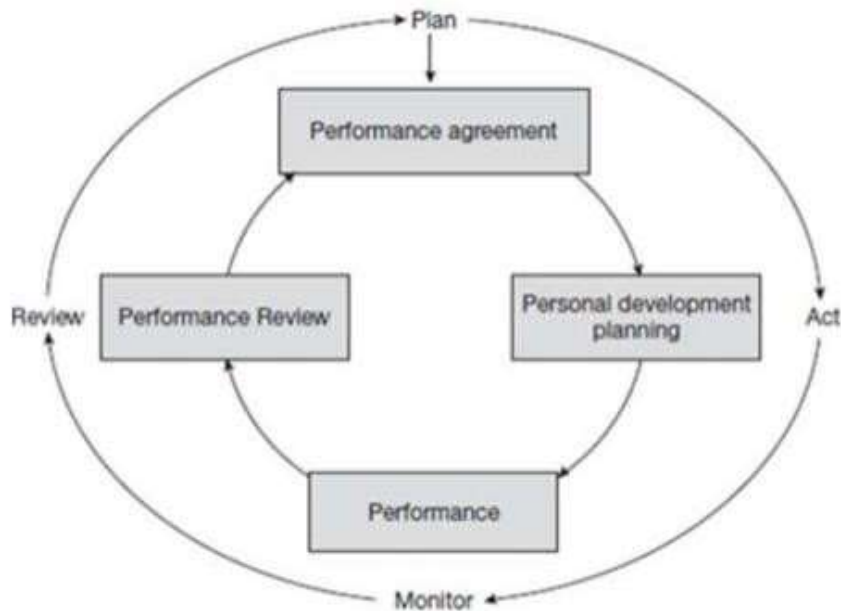 Plan
Performance agreement
Review
Performance Review
Personal development
planning
Act
Performance
Monitor